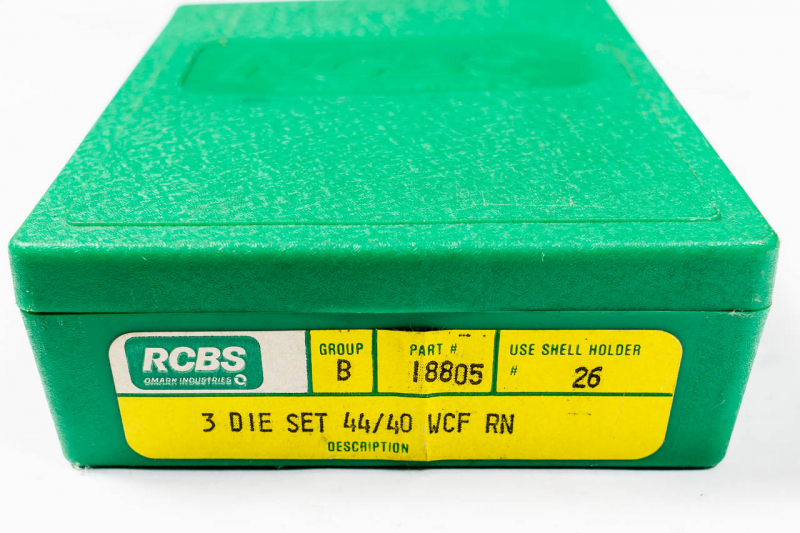 RCBS
OMARK INDUSTRIES
GROUP
B
PART #
18805
USE SHELL HOLDER
# 26
3 DIE SET 44/40 WCF RN
DESCRIPTION